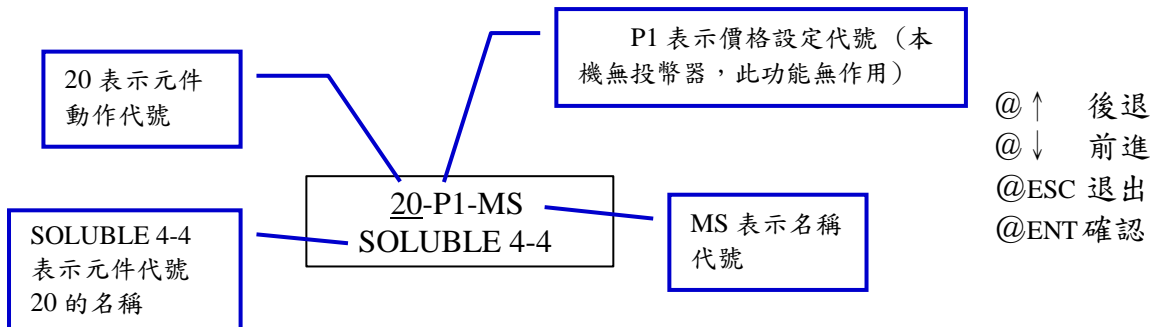 P1 表示價格設定代號（本
機無投幣器，此功能無作用）
20 表示元件
動作代號
@↑ 後退
@↓ 前進
@ESC 退出
@ENT 確認
20-P1-MS
SOLUBLE 4-4
MS 表示名稱
代號
SOLUBLE 4-4
表示元件代號
20 的名稱